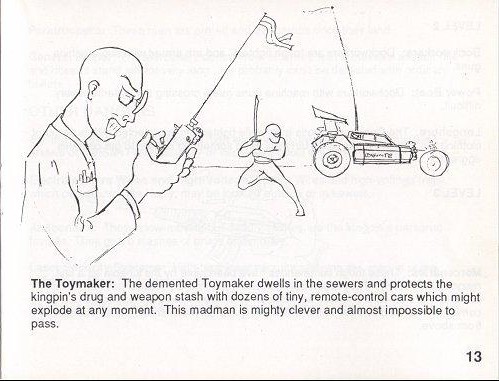 The Toymaker: The demented Toymaker dwells in the sewers and protects the
kingpin's drug and weapon stash with dozens of tiny, remote-control cars which might
explode at any moment. This madman is mighty clever and almost impossible to
pass.
13